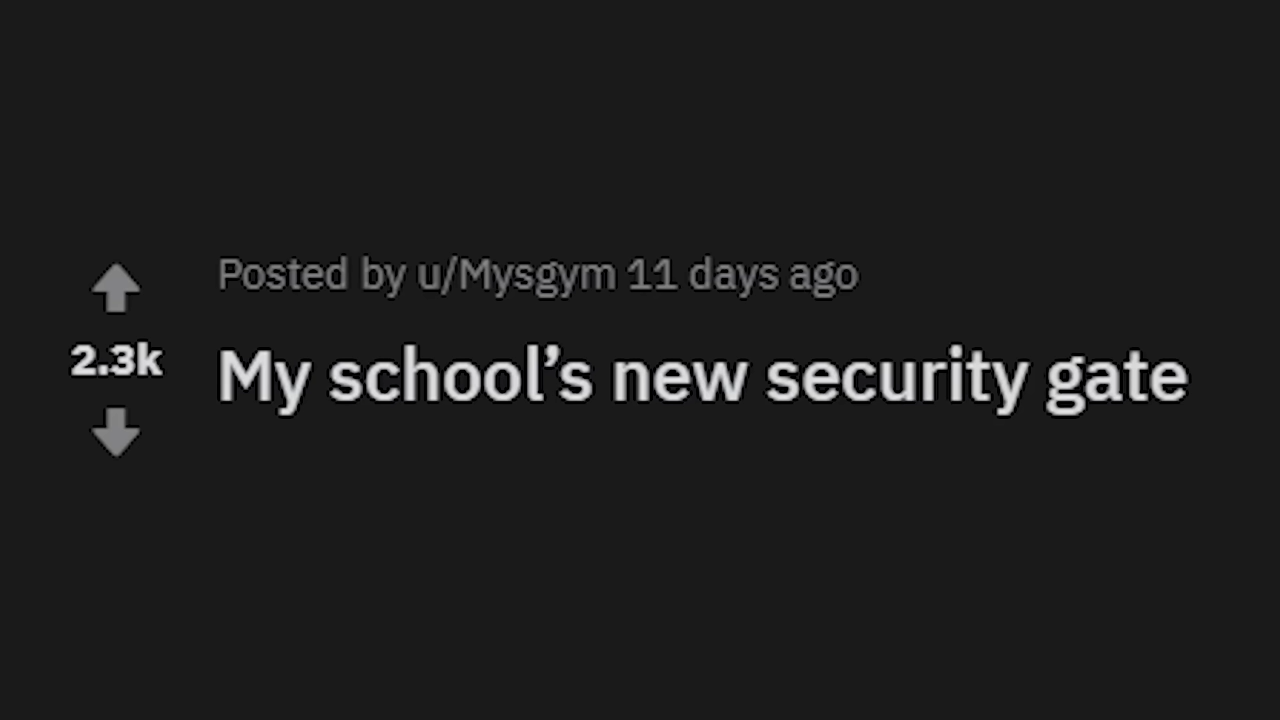 Posted by u/Mysgym 11 days ago
2.3k
My school’s new security gate